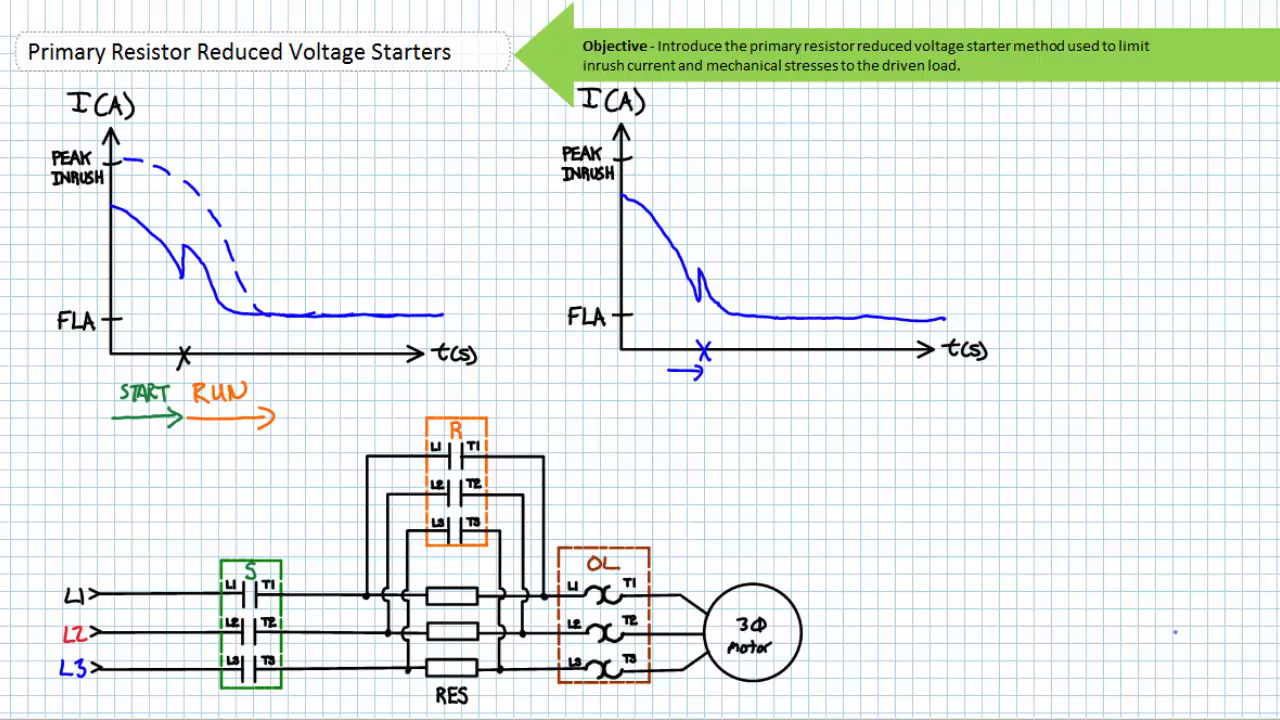 Primary Resistor Reduced Voltage Starters
Objective - Introduce the primary resistor reduced voltage starter method used to limit
inrush current and mechanical stresses to the driven load.
I(A)
PEAK
INRUSH
FLA
t(s)
START
RUN
I(A)
PEAK
INRUSH
FLA
t(s)
R
L1 T1
L2 T2
L3 T3
L1
L2
L3
S
L1 T1
L2 T2
L3 T3
RES
OL
L1 T1
L2 T2
L3 T3
3Φ
motor